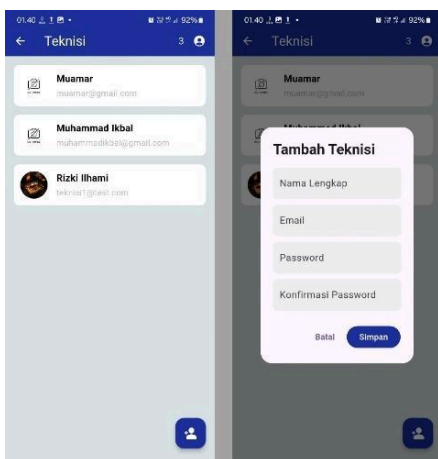 01.40
92%
Teknisi
3
Muamar
muamar@gmail.com
Muhammad Ikbal
muhammadikbal@gmail.com
Rizki Ilhami
teknisi1@test.com
01.40
92%
Teknisi
3
Muamar
muamar@gmail.com
Muhammad Ikbal
Tambah Teknisi
Nama Lengkap
Email
Password
Konfirmasi Password
Batal
Simpan